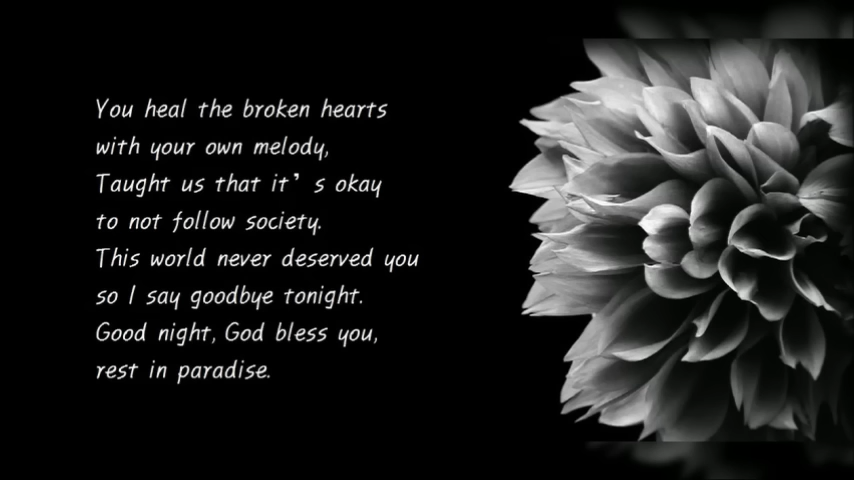 You heal the broken hearts
with your own melody,
Taught us that it’s okay
to not follow society.
This world never deserved you
so I say goodbye tonight.
Good night, God bless you,
rest in paradise.